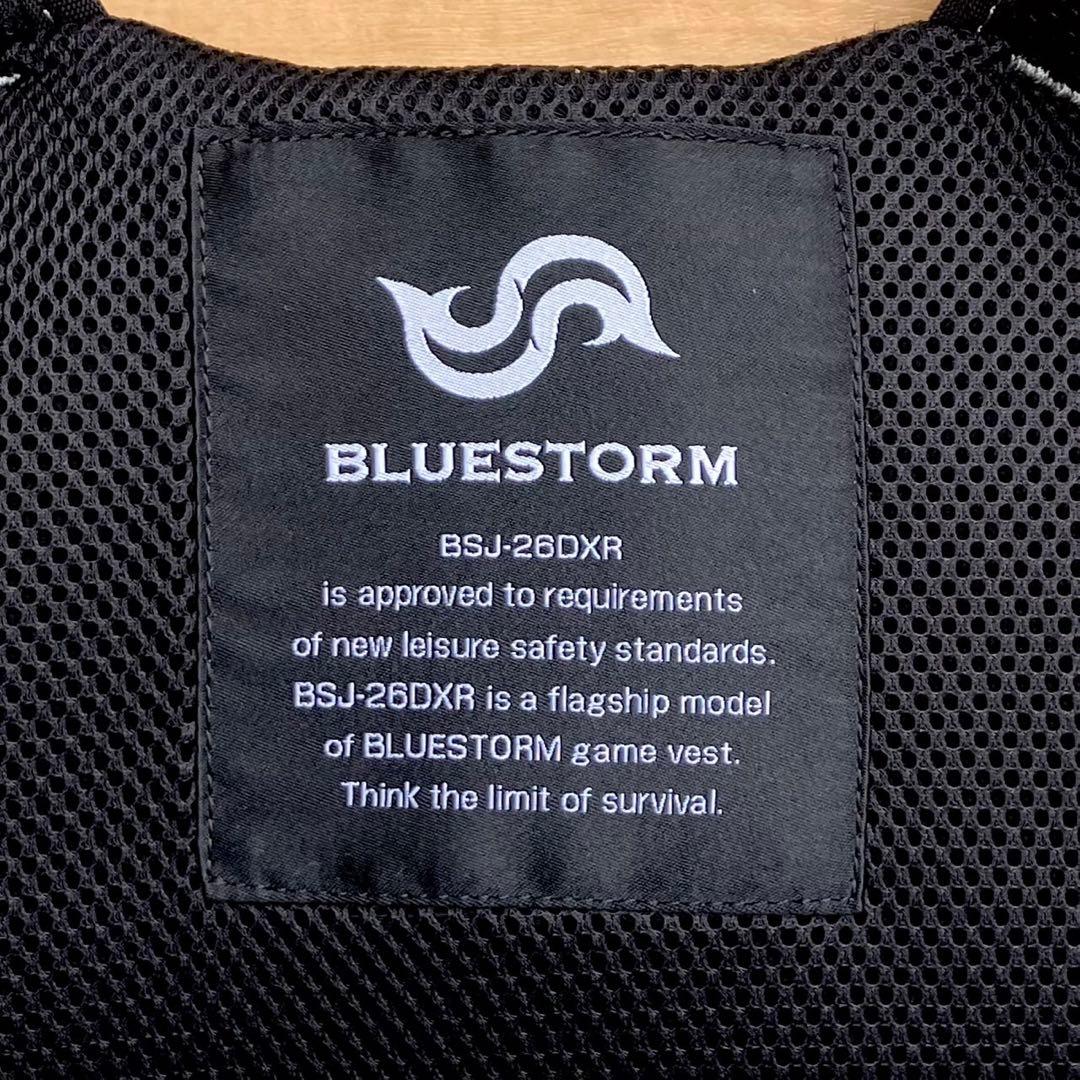 BLUESTORM
BSJ-26DXR
is approved to requirements
of new leisure safety standards.
BSJ-26DXR is a flagship model
of BLUESTORM game vest.
Think the limit of survival.